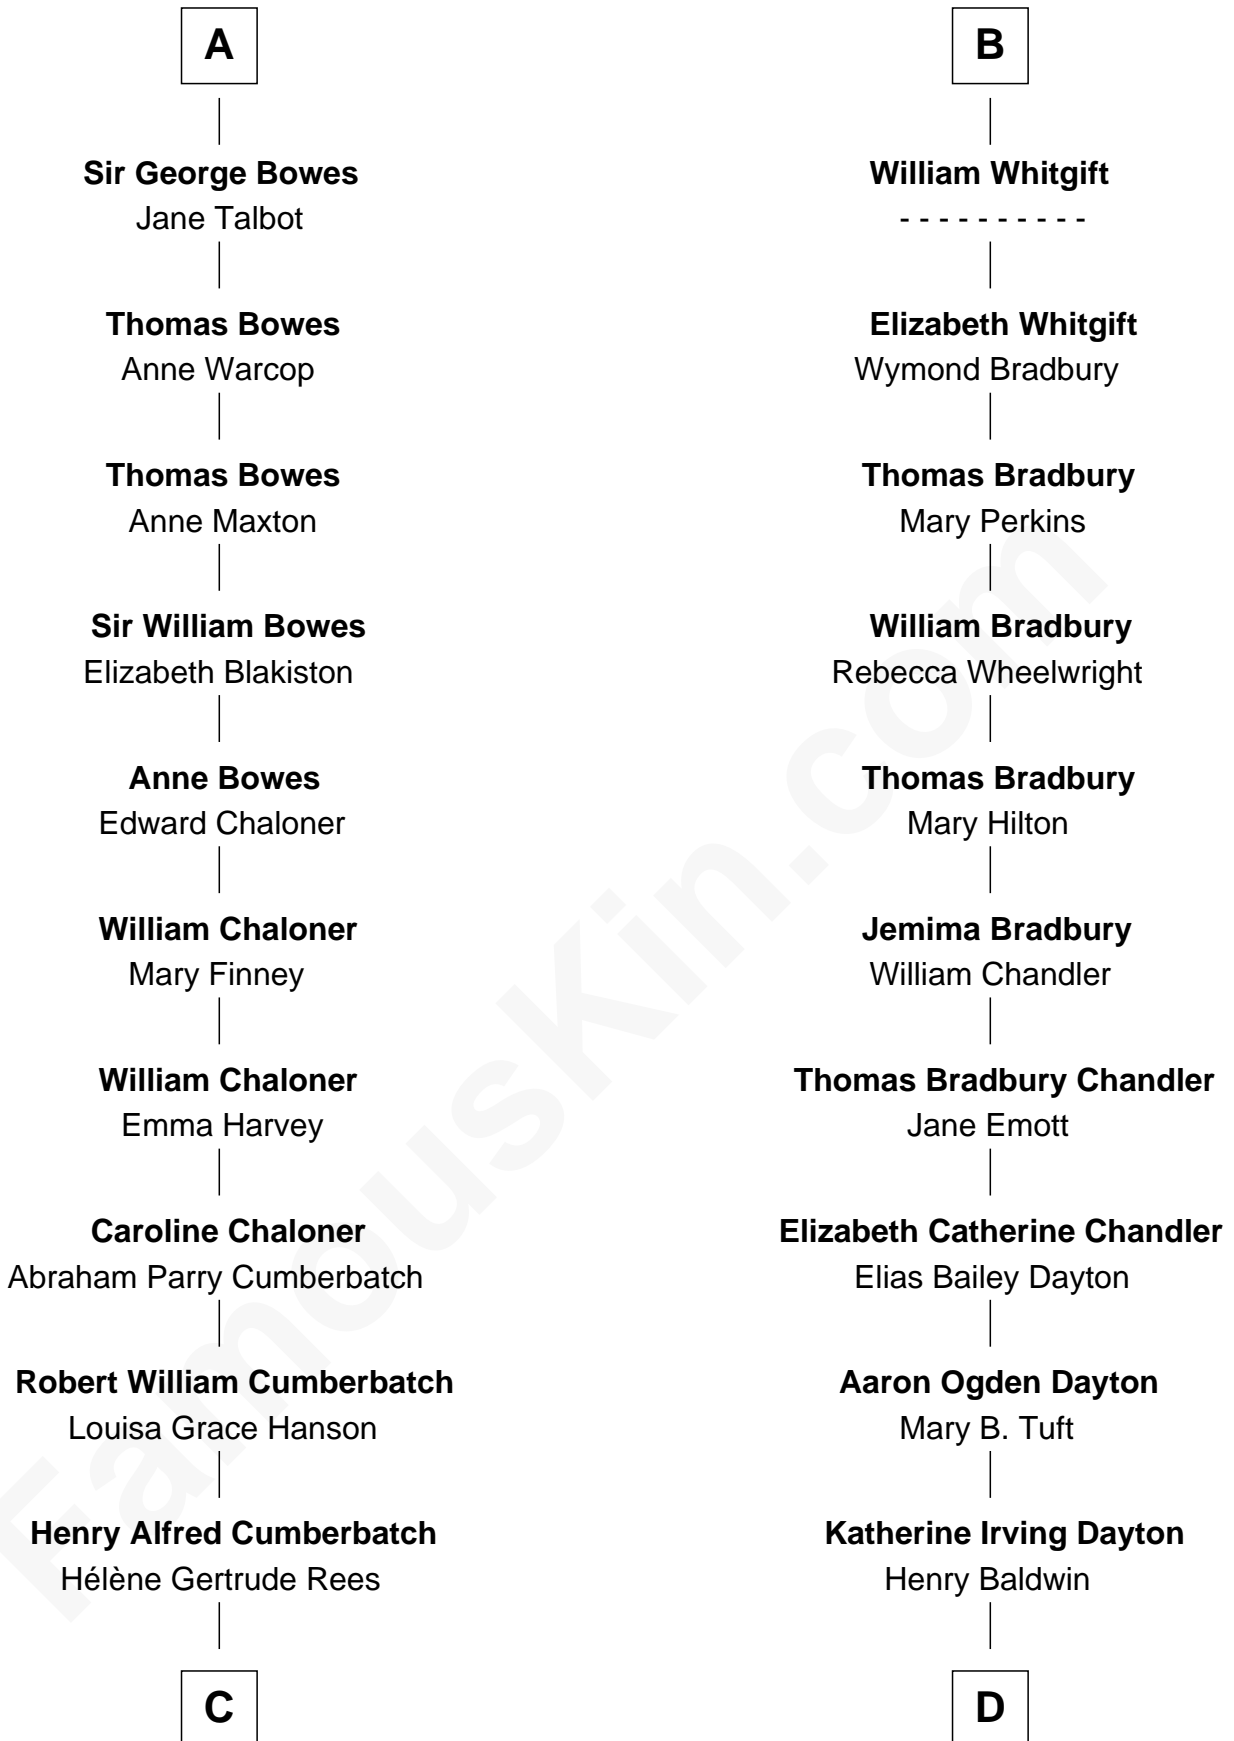 A
Sir George Bowes
Jane Talbot
Thomas Bowes
Anne Warcop
Thomas Bowes
Anne Maxton
Sir William Bowes
Elizabeth Blakiston
Anne Bowes
Edward Chaloner
William Chaloner
Mary Finney
William Chaloner
Emma Harvey
Caroline Chaloner
Abraham Parry Cumberbatch
Robert William Cumberbatch
Louisa Grace Hanson
Henry Alfred Cumberbatch
Hélène Gertrude Rees
C
B
William Whitgift
- - - - - - - - - -
Elizabeth Whitgift
Wymond Bradbury
Thomas Bradbury
Mary Perkins
William Bradbury
Rebecca Wheelwright
Thomas Bradbury
Mary Hilton
Jemima Bradbury
William Chandler
Thomas Bradbury Chandler
Jane Emott
Elizabeth Catherine Chandler
Elias Bailey Dayton
Aaron Ogden Dayton
Mary B. Tuft
Katherine Irving Dayton
Henry Baldwin
D
FamousKin.com